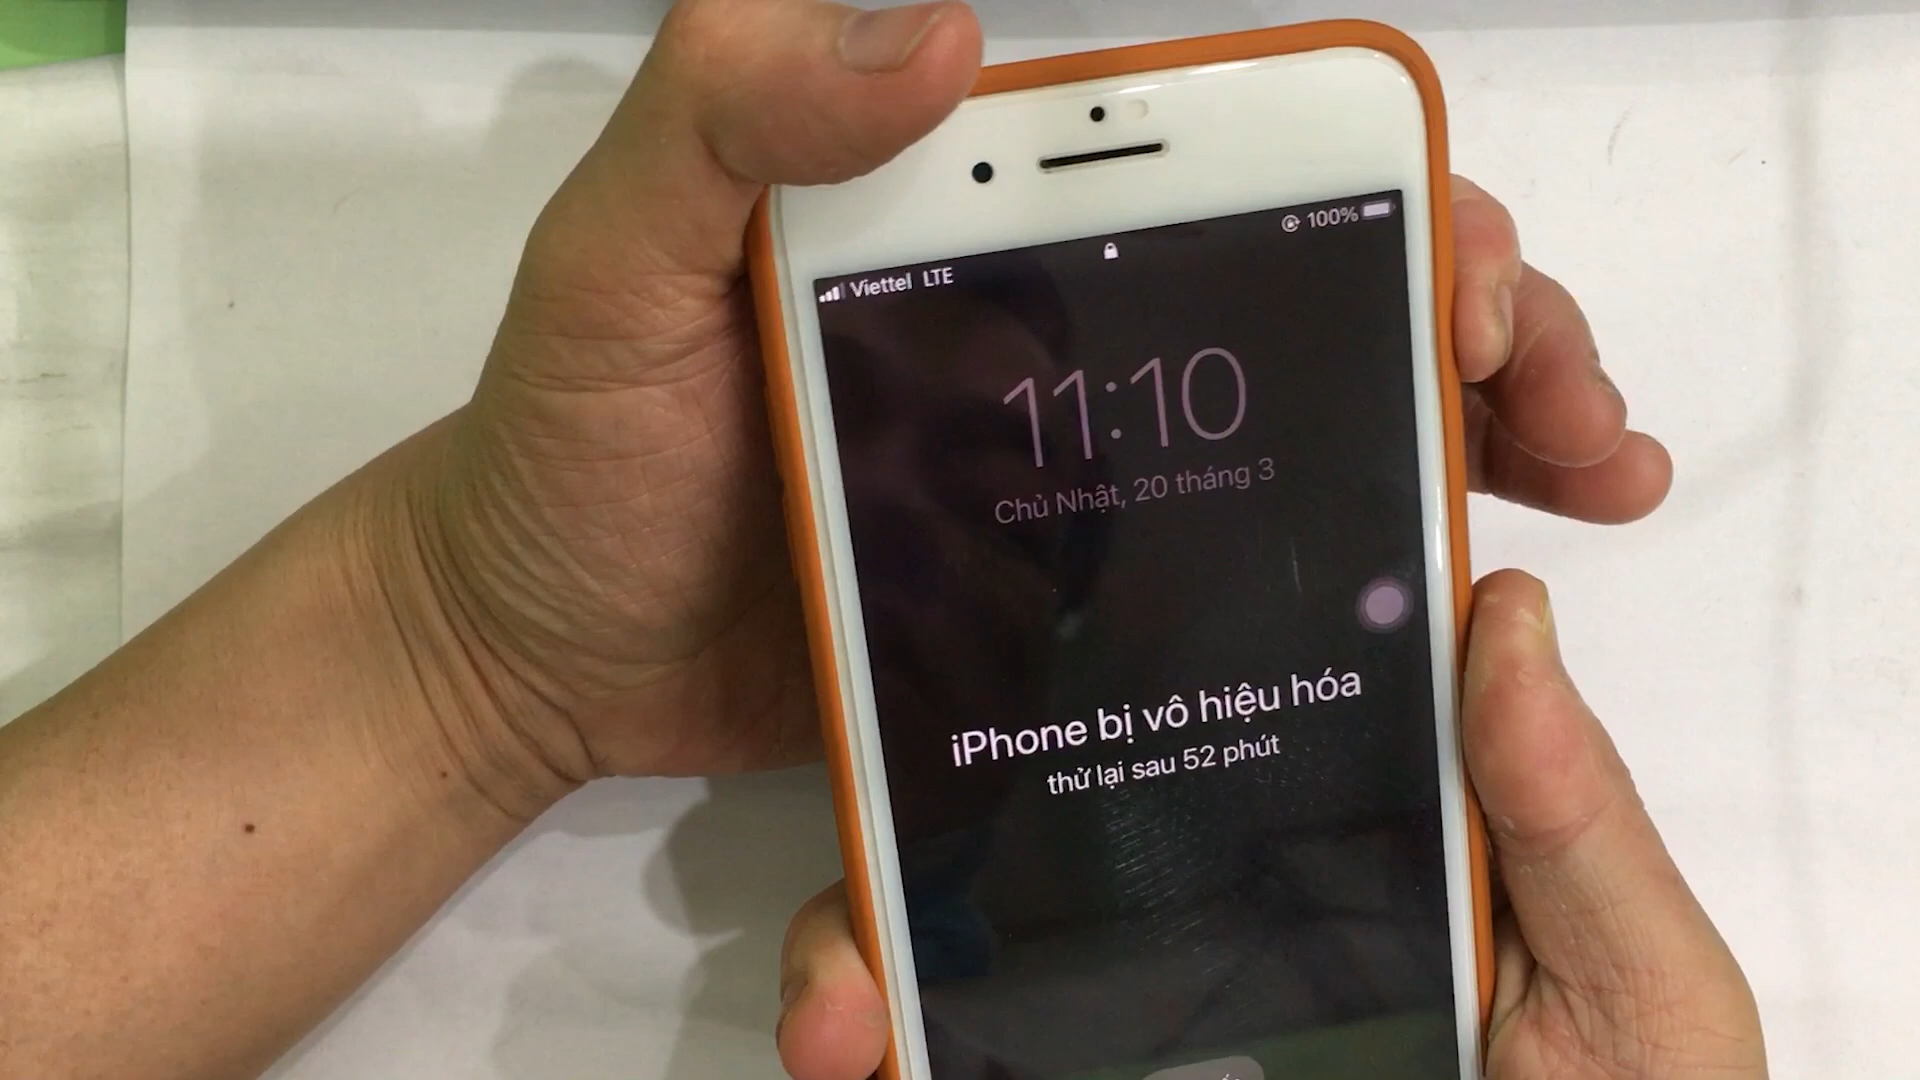 Viettel LTE
100%
11:10
Chủ Nhật, 20 tháng 3
iPhone bị vô hiệu hóa
thử lại sau 52 phút